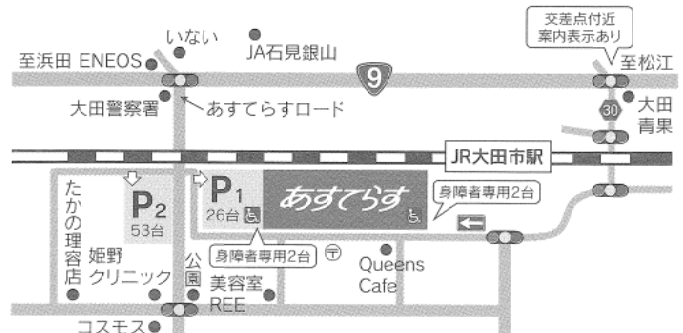 いない
JA石見銀山
交差点付近
案内表示あり
至浜田
ENEOS
9
至松江
大田警察署
あすてらすロード
30
大田
青果
JR大田市駅
P1
26台
あすてらす
身障者専用2台
P2
53台
たかの理容店
姫野
クリニック
公園
身障者専用2台
〒
美容室
REE
Queens
Cafe
コスモス